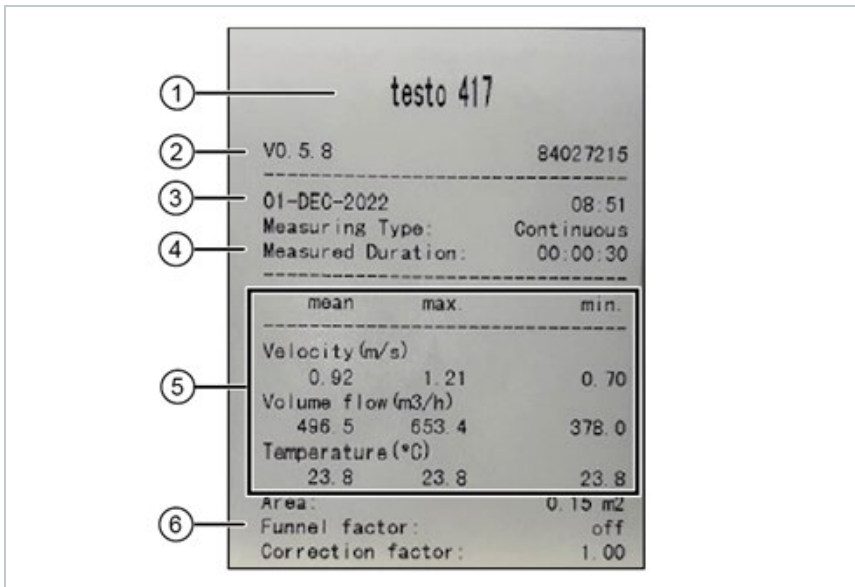 testo 417
V0.5.8 84027215
01-DEC-2022 08:51
Measuring Type: Continuous
Measured Duration: 00:00:30
mean max. min.
Velocity(m/s)
0.92 1.21 0.70
Volume flow(m3/h)
496.5 653.4 378.0
Temperature(°C)
23.8 23.8 23.8
Area: 0.15 m2
Funnel factor: off
Correction factor: 1.00
1
2
3
4
5
6